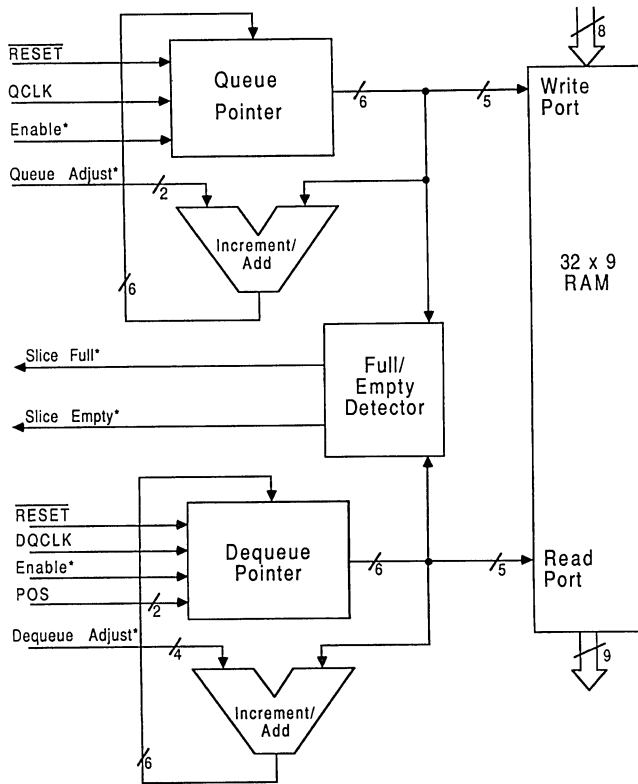 8
RESET
QCLK
Enable*
Queue
Pointer
6
5
Write
Port
Queue Adjust*
2
Increment/
Add
6
32 x 9
RAM
Slice Full*
Slice Empty*
Full/
Empty
Detector
RESET
DQCLK
Enable*
POS
2
Dequeue
Pointer
6
5
Read
Port
Dequeue Adjust*
4
Increment/
Add
6
9